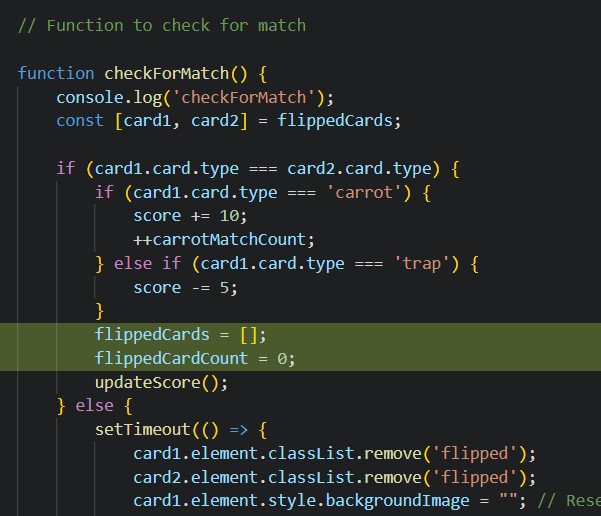 // Function to check for match
function checkForMatch() {
console.log('checkForMatch');
const [card1, card2] = flippedCards;
if (card1.card.type === card2.card.type) {
if (card1.card.type === 'carrot') {
score += 10;
++carrotMatchCount;
} else if (card1.card.type === 'trap') {
score -= 5;
}
flippedCards = [];
flippedCardCount = 0;
updateScore();
} else {
setTimeout(() => {
card1.element.classList.remove('flipped');
card2.element.classList.remove('flipped');
card1.element.style.backgroundImage = ""; // Rese